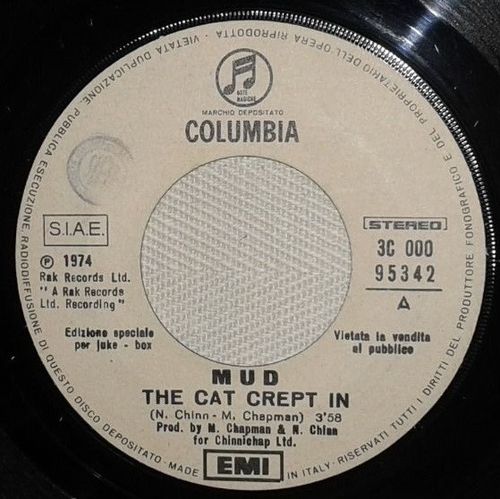 NOTE MAGICHE
MARCHIO DEPOSITATO
COLUMBIA
S.I.A.E.
STEREO
3C 000
95342
A
℗ 1974
Rak Records Ltd.
"A Rak Records
Ltd. Recording"
Edizione speciale
per juke - box
Vietata la vendita
al pubblico
MUD
THE CAT CREPT IN
(N. Chinn - M. Chapman) 3'58
Prod. by M. Chapman & N. Chinn
for Chinnichap Ltd.
EMI
MADE IN ITALY - RISERVATI TUTTI I DIRITTI DEL PRODUTTORE FONOGRAFICO E DEL PROPRIETARIO DELL'OPERA RIPRODOTTA - VIETATA DUPLICAZIONE, PUBBLICA ESECUZIONE, RADIODIFFUSIONE DI QUESTO DISCO DEPOSITATO -